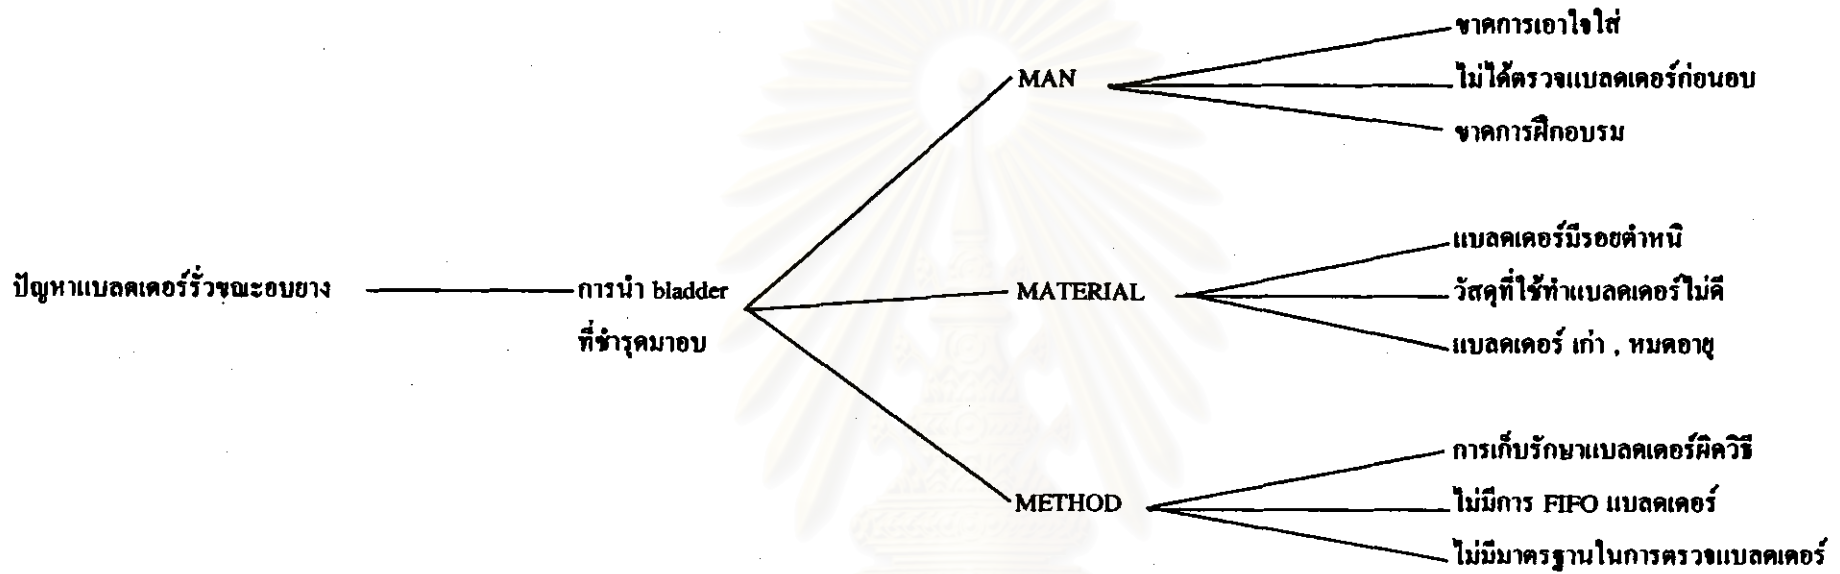 ปัญหาแบลดเดอร์รั่วขณะอบยาง
การนำ bladder
ที่ชำรุดมาอบ
MAN
ขาดการเอาใจใส่
ไม่ได้ตรวจแบลดเดอร์ก่อนอบ
ขาดการฝึกอบรม
MATERIAL
แบลดเดอร์มีรอยตำหนิ
วัสดุที่ใช้ทำแบลดเดอร์ไม่ดี
แบลดเดอร์ เก่า , หมดอายุ
METHOD
การเก็บรักษาแบลดเดอร์ผิดวิธี
ไม่มีการ FIFO แบลดเดอร์
ไม่มีมาตรฐานในการตรวจแบลดเดอร์